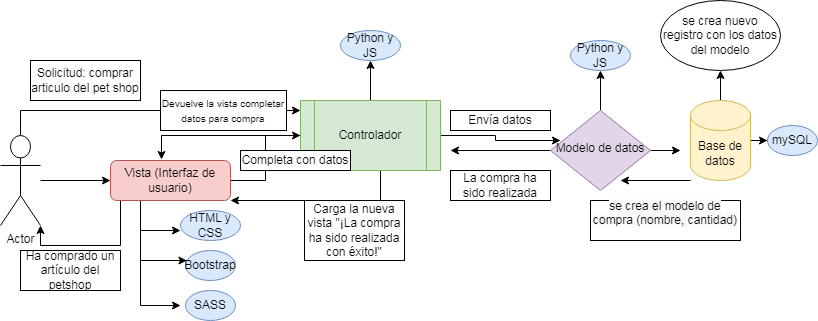 se crea nuevo
registro con los datos
del modelo
Python y
JS
Python y
JS
Solicitud: comprar
articulo del pet shop
Devuelve la vista completar
datos para compra
Envía datos
Controlador
mySQL
Modelo de datos
Base de
datos
Completa con datos
Vista (Interfaz de
usuario)
La compra ha
sido realizada
Carga la nueva
vista "¡La compra
ha sido realizada
con éxito!"
se crea el modelo de
compra (nombre, cantidad)
HTML y
CSS
Actor
Ha comprado un
artículo del
petshop
Bootstrap
SASS